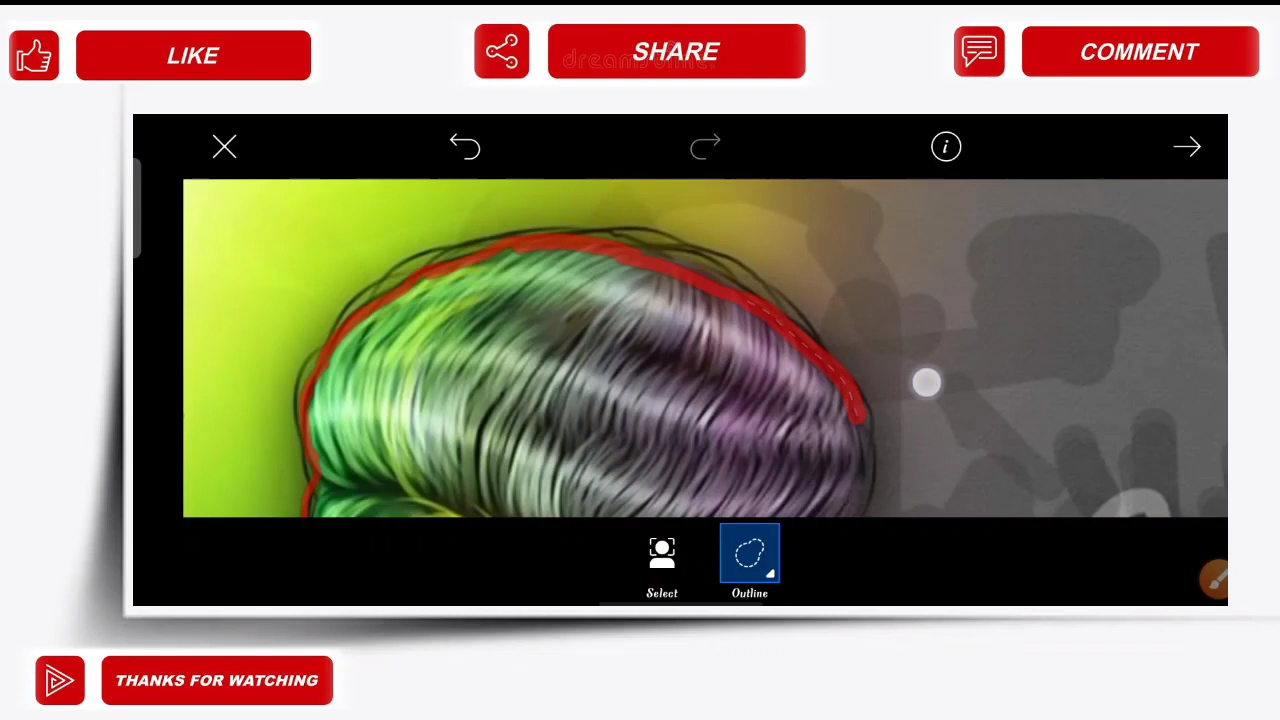 LIKE
SHARE
COMMENT
Select
Outline
THANKS FOR WATCHING